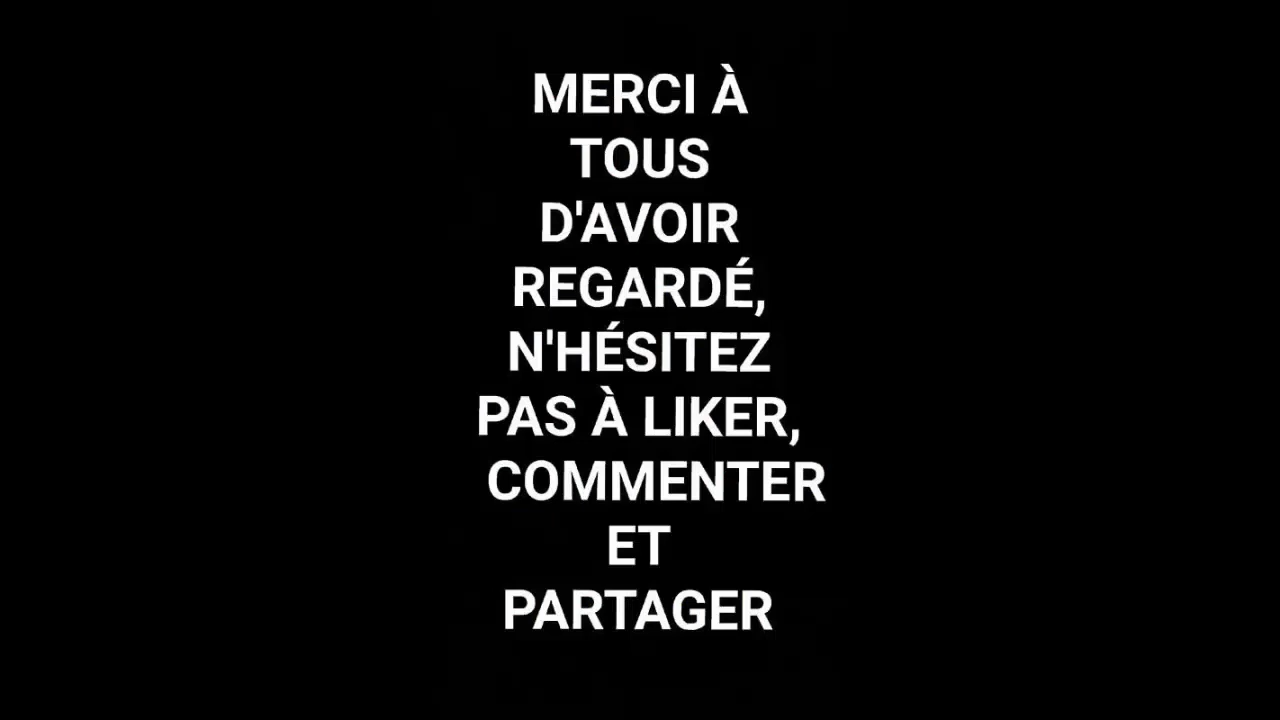 MERCI À
TOUS
D'AVOIR
REGARDÉ,
N'HÉSITEZ
PAS À LIKER,
COMMENTER
ET
PARTAGER